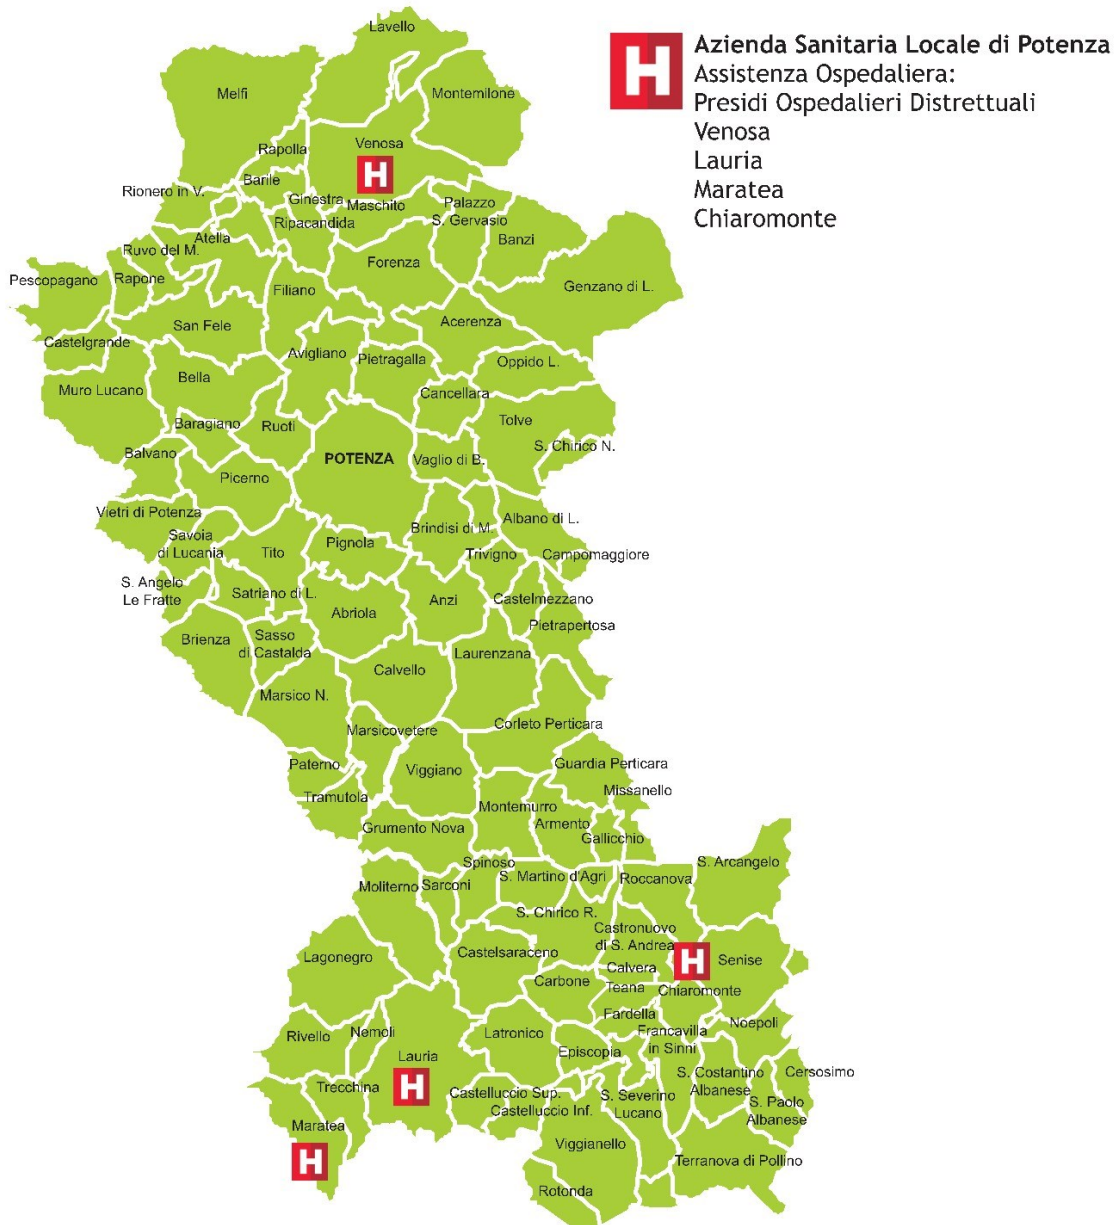 Azienda Sanitaria Locale di Potenza
Assistenza Ospedaliera:
Presidi Ospedalieri Distrettuali
Venosa
Lauria
Maratea
Chiaromonte
Lavello
Melfi
Montemilone
Rapolla
Venosa
H
Barile
Rionero in V.
Ginestra
Maschito
Palazzo
S. Gervasio
Ripacandida
Atella
Banzi
Ruvo del M.
Forenza
Pescopagano
Rapone
Filiano
Genzano di L.
San Fele
Acerenza
Castelgrande
Avigliano
Pietragalla
Oppido L.
Bella
Muro Lucano
Cancellara
Baragiano
Ruoti
Tolve
S. Chirico N.
Balvano
POTENZA
Vaglio di B.
Picerno
Vietri di Potenza
Albano di L.
Brindisi di M.
Savoia
di Lucania
Tito
Pignola
Trivigno
Campomaggiore
S. Angelo
Le Fratte
Satriano di L.
Abriola
Anzi
Castelmezzano
Pietrapertosa
Brienza
Sasso
di Castalda
Laurenzana
Calvello
Marsico N.
Corleto Perticara
Marsicovetere
Paterno
Viggiano
Guardia Perticara
Tramutola
Missanello
Montemurro
Grumento Nova
Armento
Gallicchio
Spinoso
S. Arcangelo
Moliterno
Sarconi
S. Martino d'Agri
Roccanova
S. Chirico R.
Castronuovo
di S. Andrea
Lagonegro
Castelsaraceno
H
Senise
Calvera
Carbone
Teana
Chiaromonte
Fardella
Noepoli
Rivello
Nemoli
Latronico
Francavilla
in Sinni
Lauria
Episcopia
H
Trecchina
S. Costantino
Albanese
Cersosimo
Castelluccio Sup.
Castelluccio Inf.
S. Severino
Lucano
S. Paolo
Albanese
Maratea
H
Viggianello
Terranova di Pollino
Rotonda
H